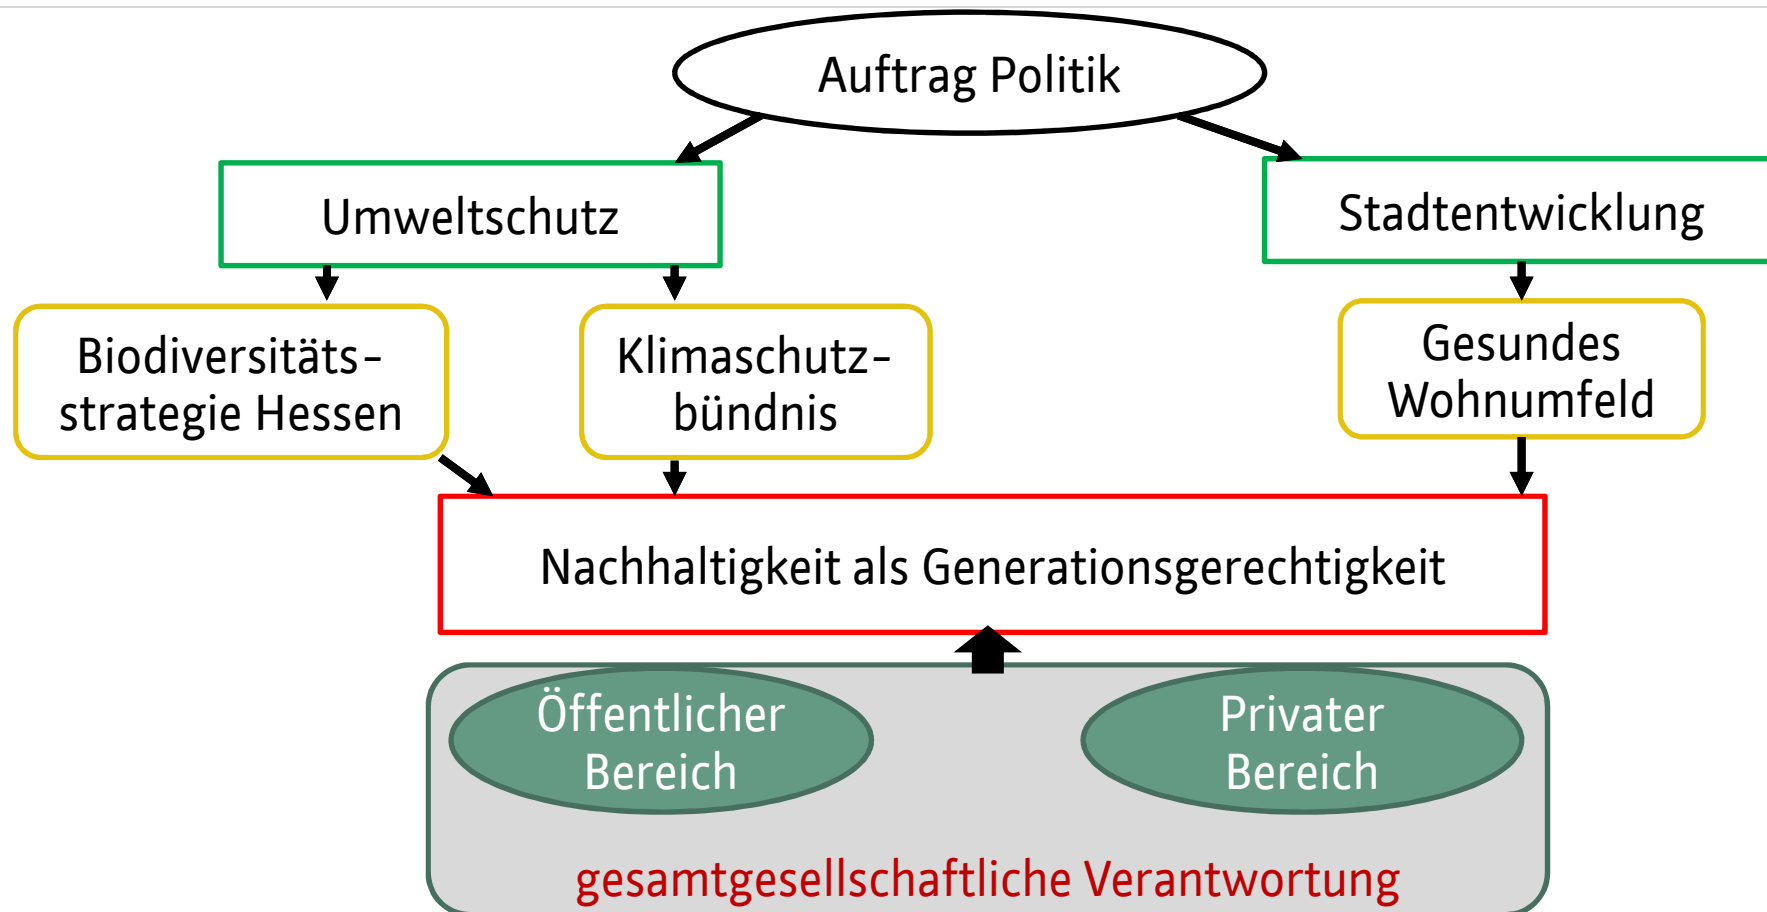 Auftrag Politik
Umweltschutz
Stadtentwicklung
Biodiversitäts-
strategie Hessen
Klimaschutz-
bündnis
Gesundes
Wohnumfeld
Nachhaltigkeit als Generationsgerechtigkeit
Öffentlicher
Bereich
Privater
Bereich
gesamtgesellschaftliche Verantwortung